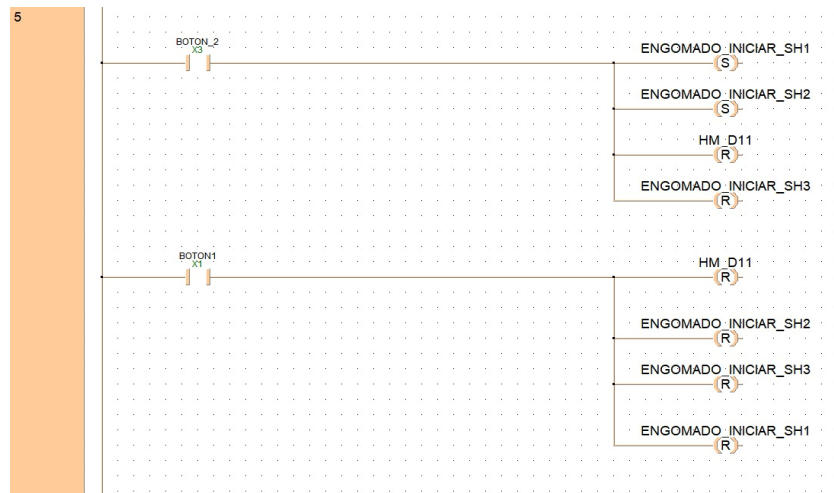 5
BOTON_2
X3
ENGOMADO_INICIAR_SH1
S
ENGOMADO_INICIAR_SH2
S
HM_D11
R
ENGOMADO_INICIAR_SH3
R
BOTON1
X1
HM_D11
R
ENGOMADO_INICIAR_SH2
R
ENGOMADO_INICIAR_SH3
R
ENGOMADO_INICIAR_SH1
R